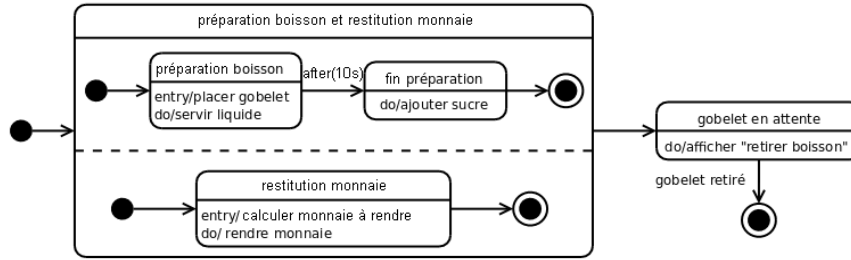 préparation boisson et restitution monnaie
préparation boisson
entry/placer gobelet
do/servir liquide
after(10s)
fin préparation
do/ajouter sucre
gobelet en attente
do/afficher "retirer boisson"
gobelet retiré
restitution monnaie
entry/ calculer monnaie à rendre
do/ rendre monnaie